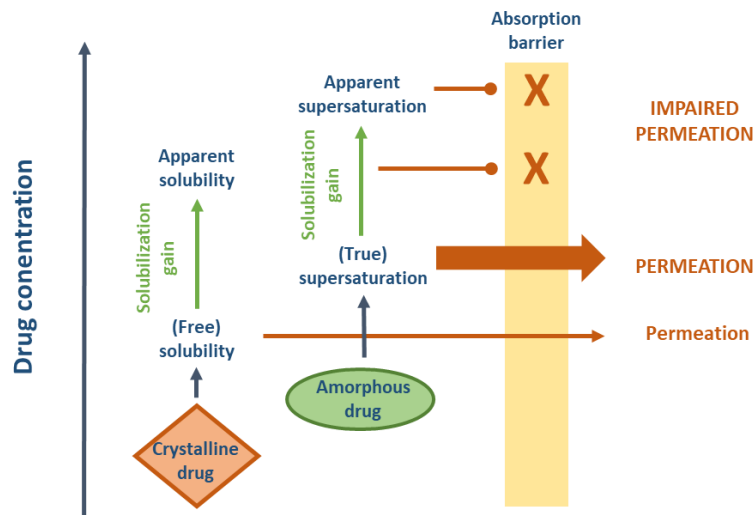 Absorption
barrier
Apparent
supersaturation
X
IMPAIRED
PERMEATION
Apparent
solubility
X
Solubilization
gain
Solubilization
gain
(True)
supersaturation
PERMEATION
(Free)
solubility
Permeation
Amorphous
drug
Crystalline
drug
Drug conentration